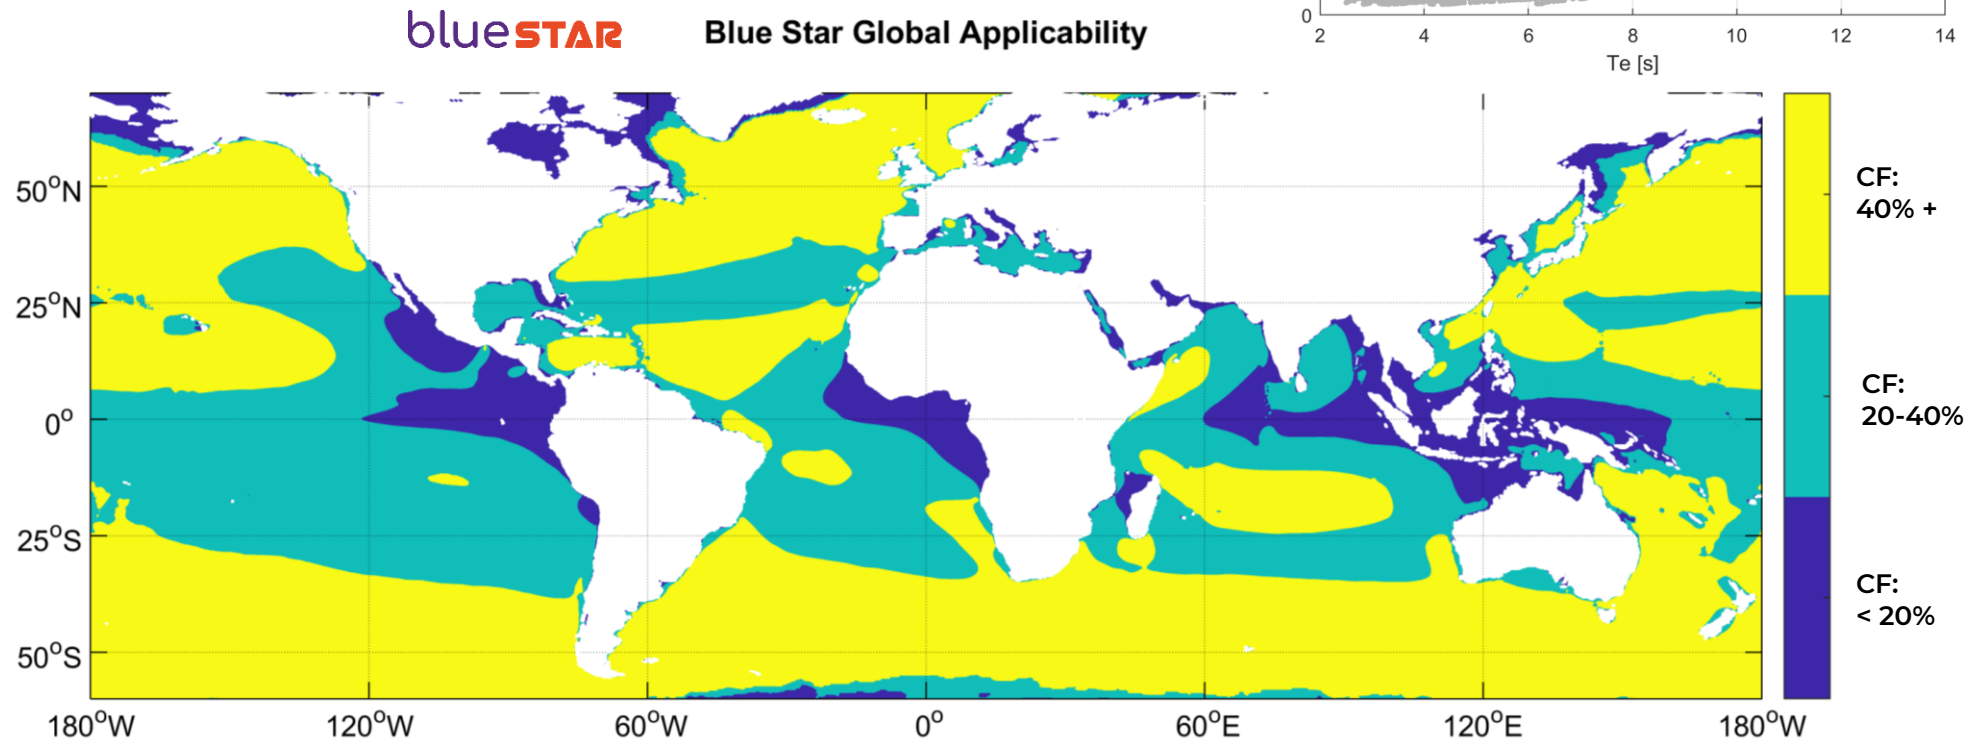 blueSTAR
Blue Star Global Applicability
0
2 4 6 8 10 12 14
Te [s]
50°N
25°N
0°
25°S
50°S
180°W 120°W 60°W 0° 60°E 120°E 180°W
CF:
40% +
CF:
20-40%
CF:
< 20%